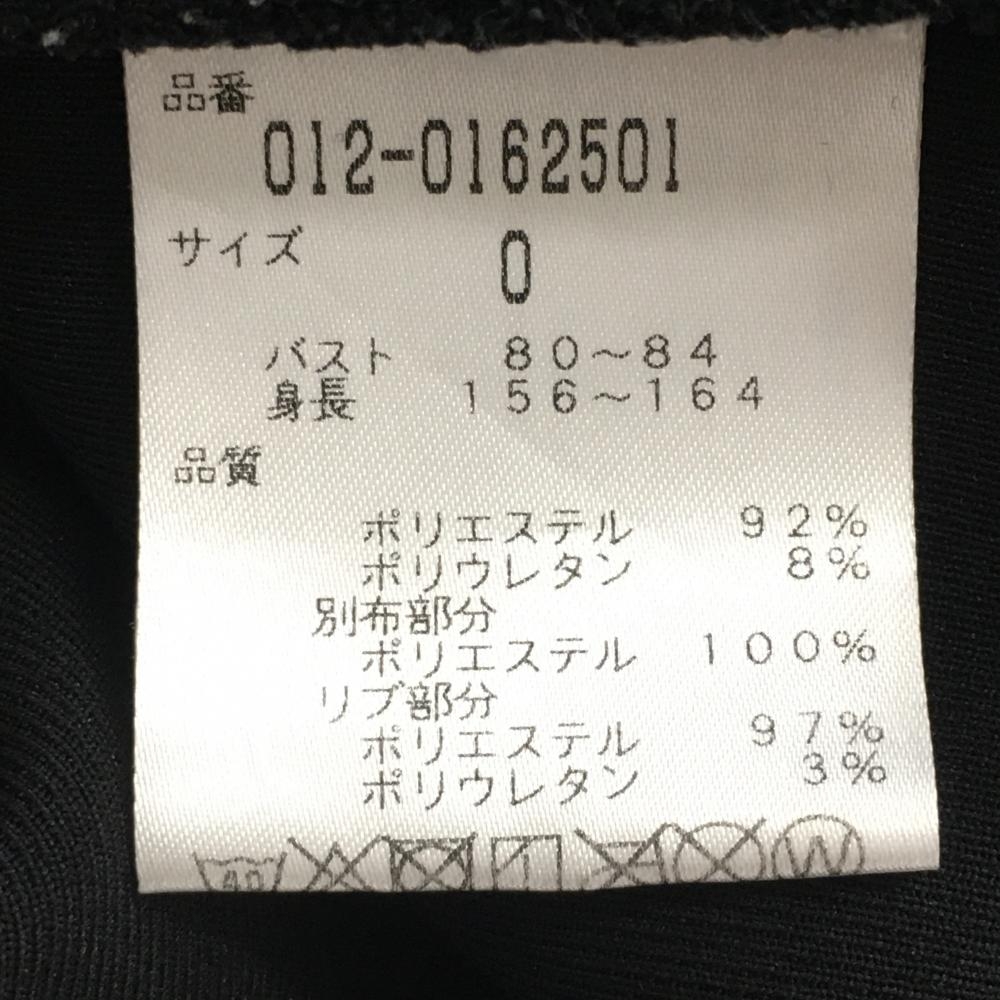 品番
012-0162501
サイズ 0
バスト 80～84
身長 156～164
品質
ポリエステル 92%
ポリウレタン 8%
別布部分
ポリエステル 100%
リブ部分
ポリエステル 97%
ポリウレタン 3%
40 W